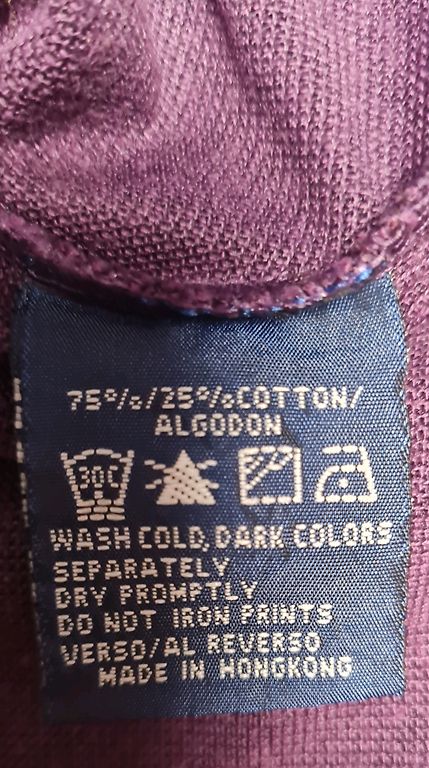 75%/25%COTTON/
ALGODON
30C
WASH COLD, DARK COLORS
SEPARATELY
DRY PROMPTLY
DO NOT IRON PRINTS
VERSO/AL REVERSO
MADE IN HONGKONG